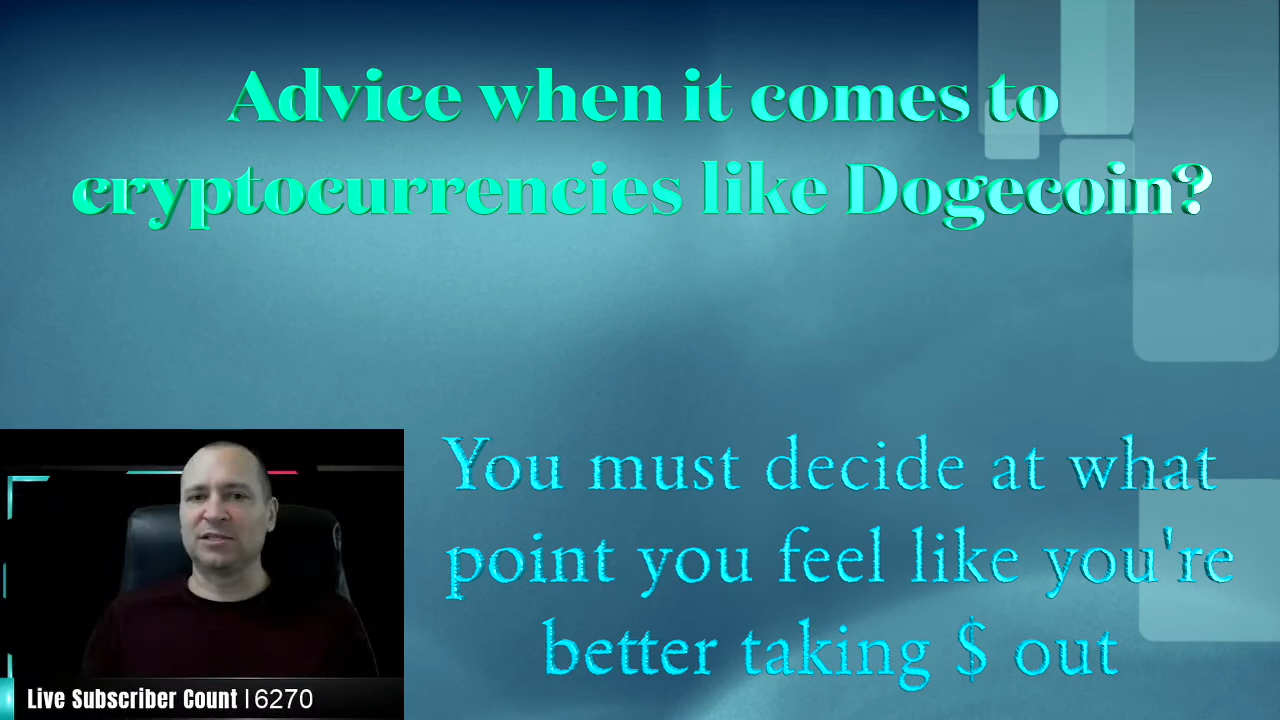 Advice when it comes to
cryptocurrencies like Dogecoin?
You must decide at what
point you feel like you're
better taking $ out
Live Subscriber Count | 6270